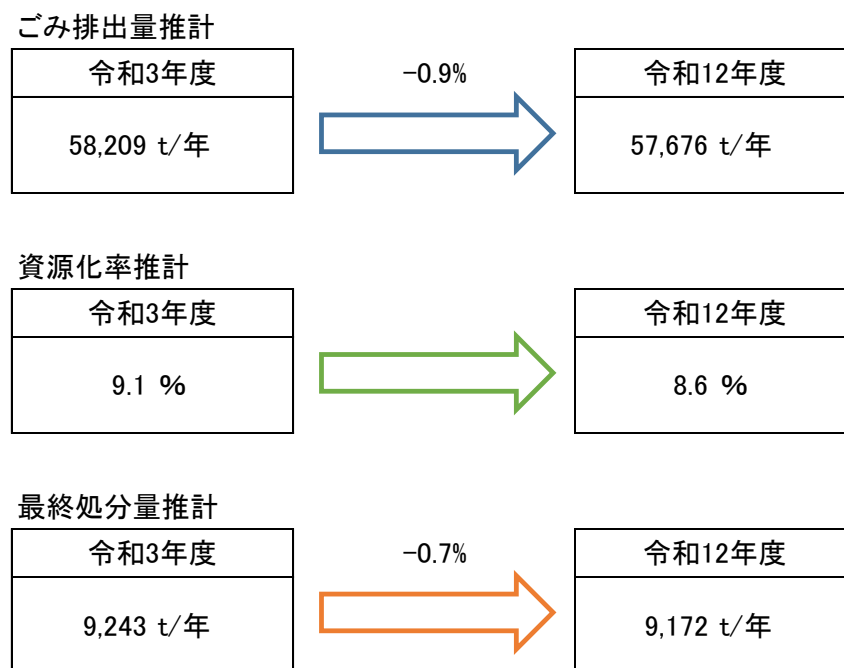 ごみ排出量推計
令和3年度
-0.9%
令和12年度
58,209 t/年
57,676 t/年
資源化率推計
令和3年度
令和12年度
9.1 %
8.6 %
最終処分量推計
令和3年度
-0.7%
令和12年度
9,243 t/年
9,172 t/年